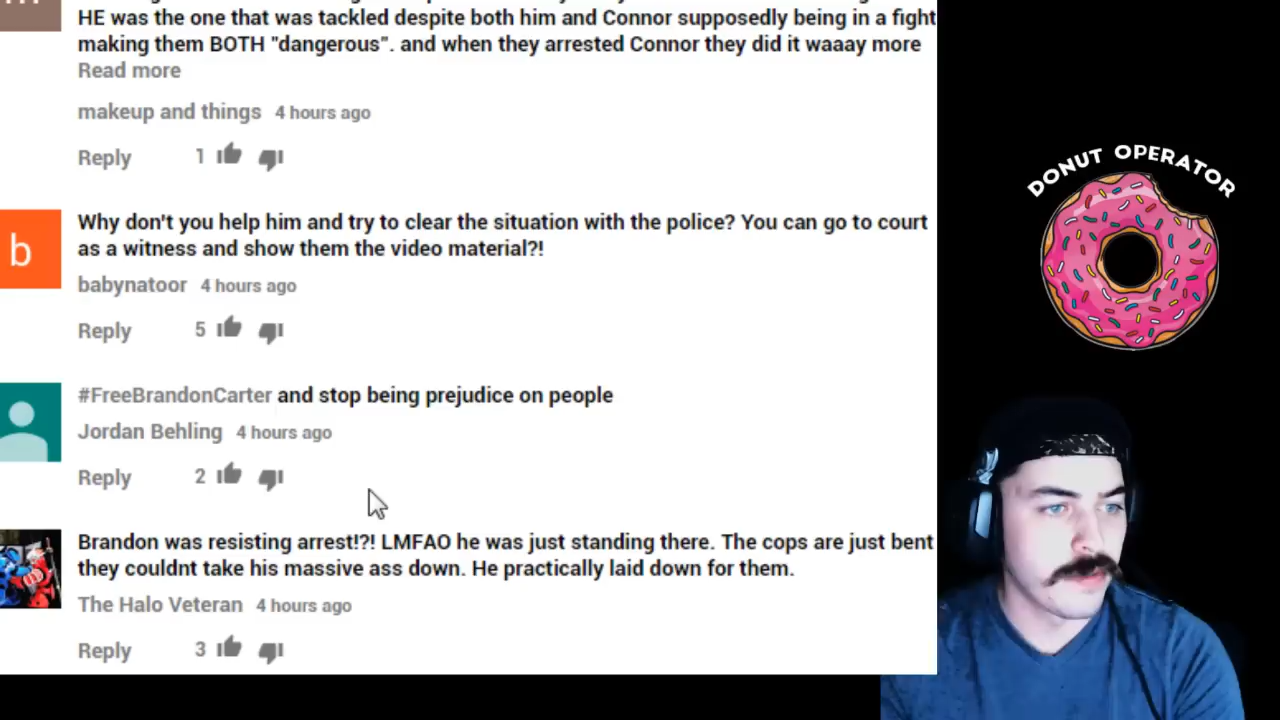 HE was the one that was tackled despite both him and Connor supposedly being in a fight
making them BOTH "dangerous". and when they arrested Connor they did it waaay more
Read more
makeup and things 4 hours ago
Reply 1
b
Why don't you help him and try to clear the situation with the police? You can go to court
as a witness and show them the video material?!
babynatoor 4 hours ago
Reply 5
#FreeBrandonCarter and stop being prejudice on people
Jordan Behling 4 hours ago
Reply 2
Brandon was resisting arrest!?! LMFAO he was just standing there. The cops are just bent
they couldnt take his massive ass down. He practically laid down for them.
The Halo Veteran 4 hours ago
Reply 3
DONUT OPERATOR